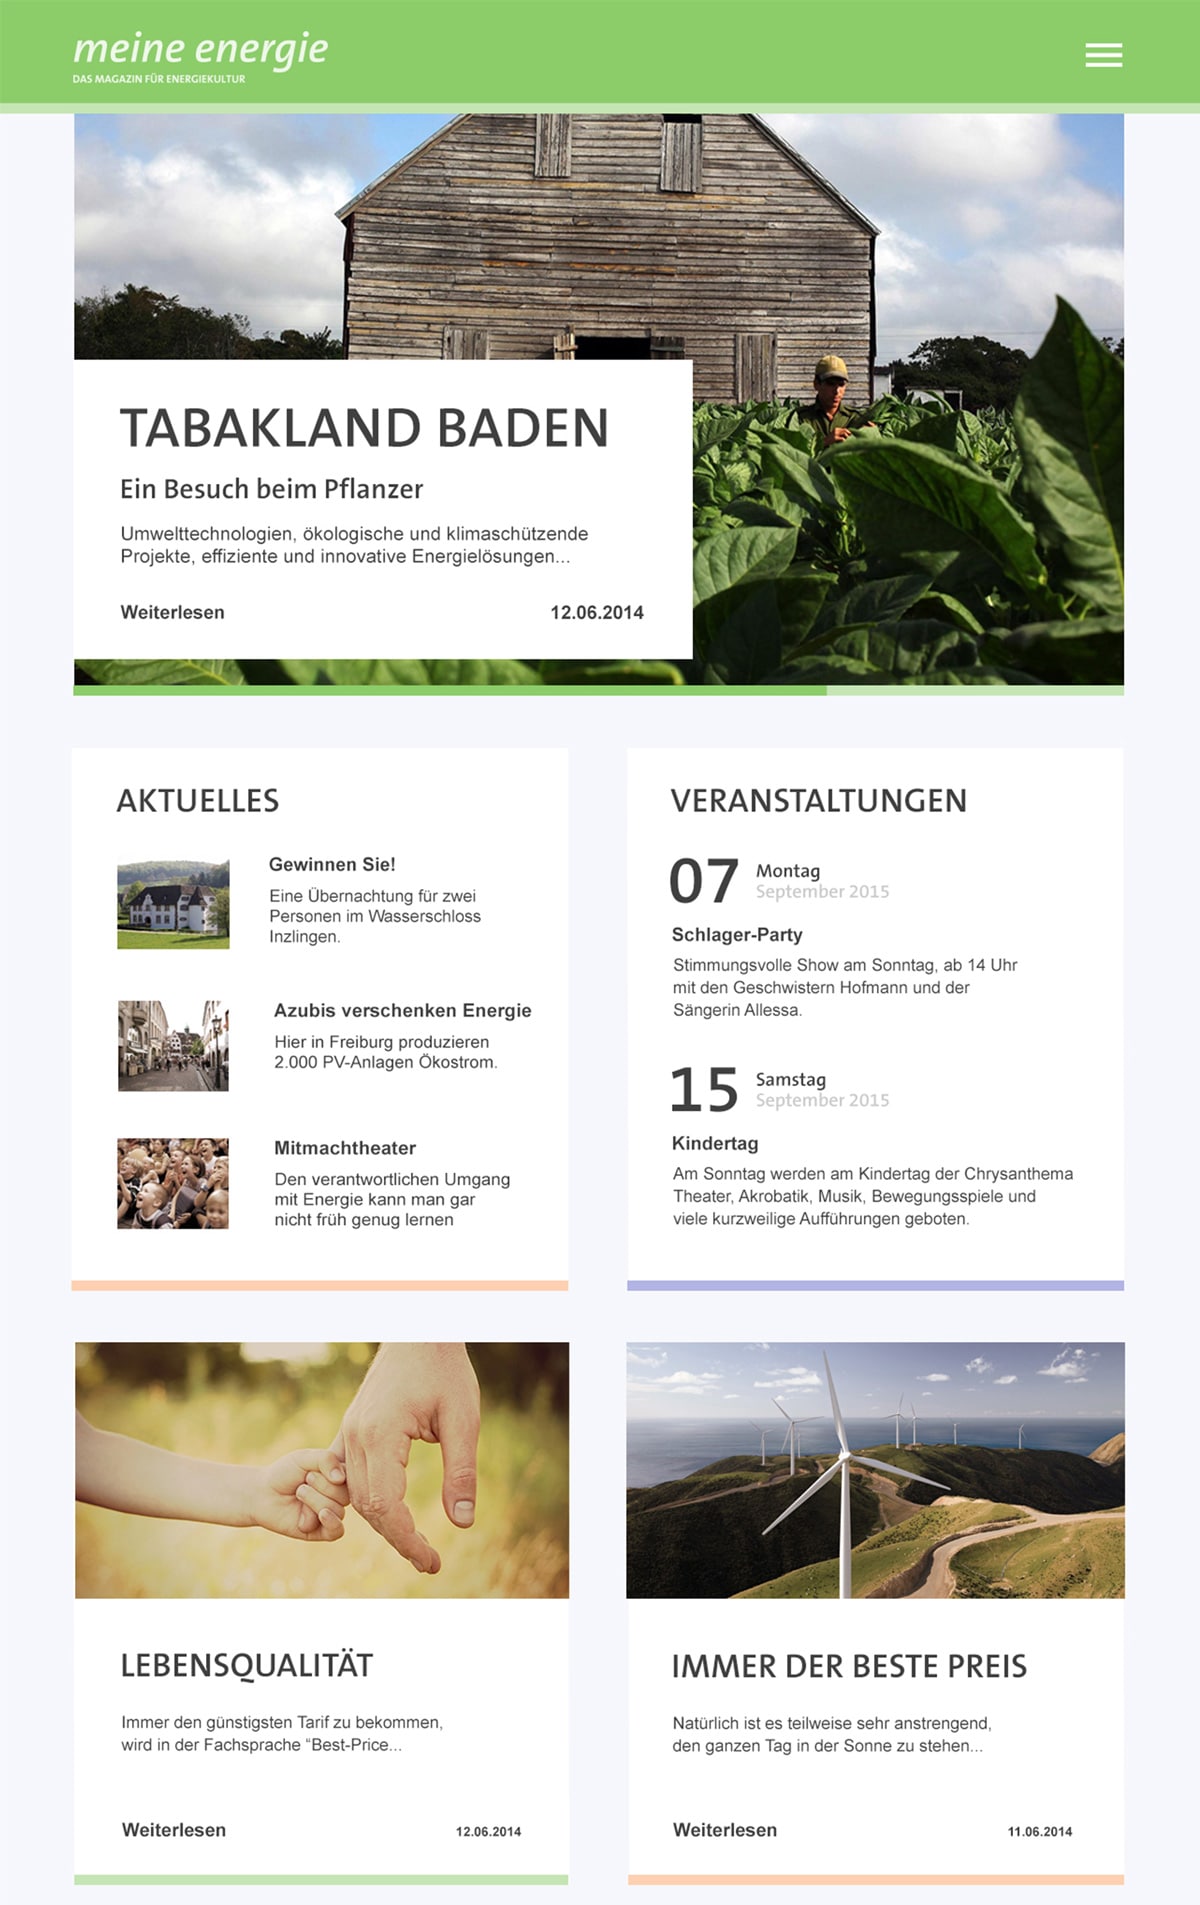 meine energie
DAS MAGAZIN FÜR ENERGIEKULTUR
TABAKLAND BADEN
Ein Besuch beim Pflanzer
Umwelttechnologien, ökologische und klimaschützende
Projekte, effiziente und innovative Energielösungen...
Weiterlesen 12.06.2014
AKTUELLES
Gewinnen Sie!
Eine Übernachtung für zwei
Personen im Wasserschloss
Inzlingen.
Azubis verschenken Energie
Hier in Freiburg produzieren
2.000 PV-Anlagen Ökostrom.
Mitmachtheater
Den verantwortlichen Umgang
mit Energie kann man gar
nicht früh genug lernen
VERANSTALTUNGEN
07 Montag
September 2015
Schlager-Party
Stimmungsvolle Show am Sonntag, ab 14 Uhr
mit den Geschwistern Hofmann und der
Sängerin Allessa.
15 Samstag
September 2015
Kindertag
Am Sonntag werden am Kindertag der Chrysanthema
Theater, Akrobatik, Musik, Bewegungsspiele und
viele kurzweilige Aufführungen geboten.
LEBENSQUALITÄT
Immer den günstigsten Tarif zu bekommen,
wird in der Fachsprache “Best-Price...
Weiterlesen 12.06.2014
IMMER DER BESTE PREIS
Natürlich ist es teilweise sehr anstrengend,
den ganzen Tag in der Sonne zu stehen...
Weiterlesen 11.06.2014